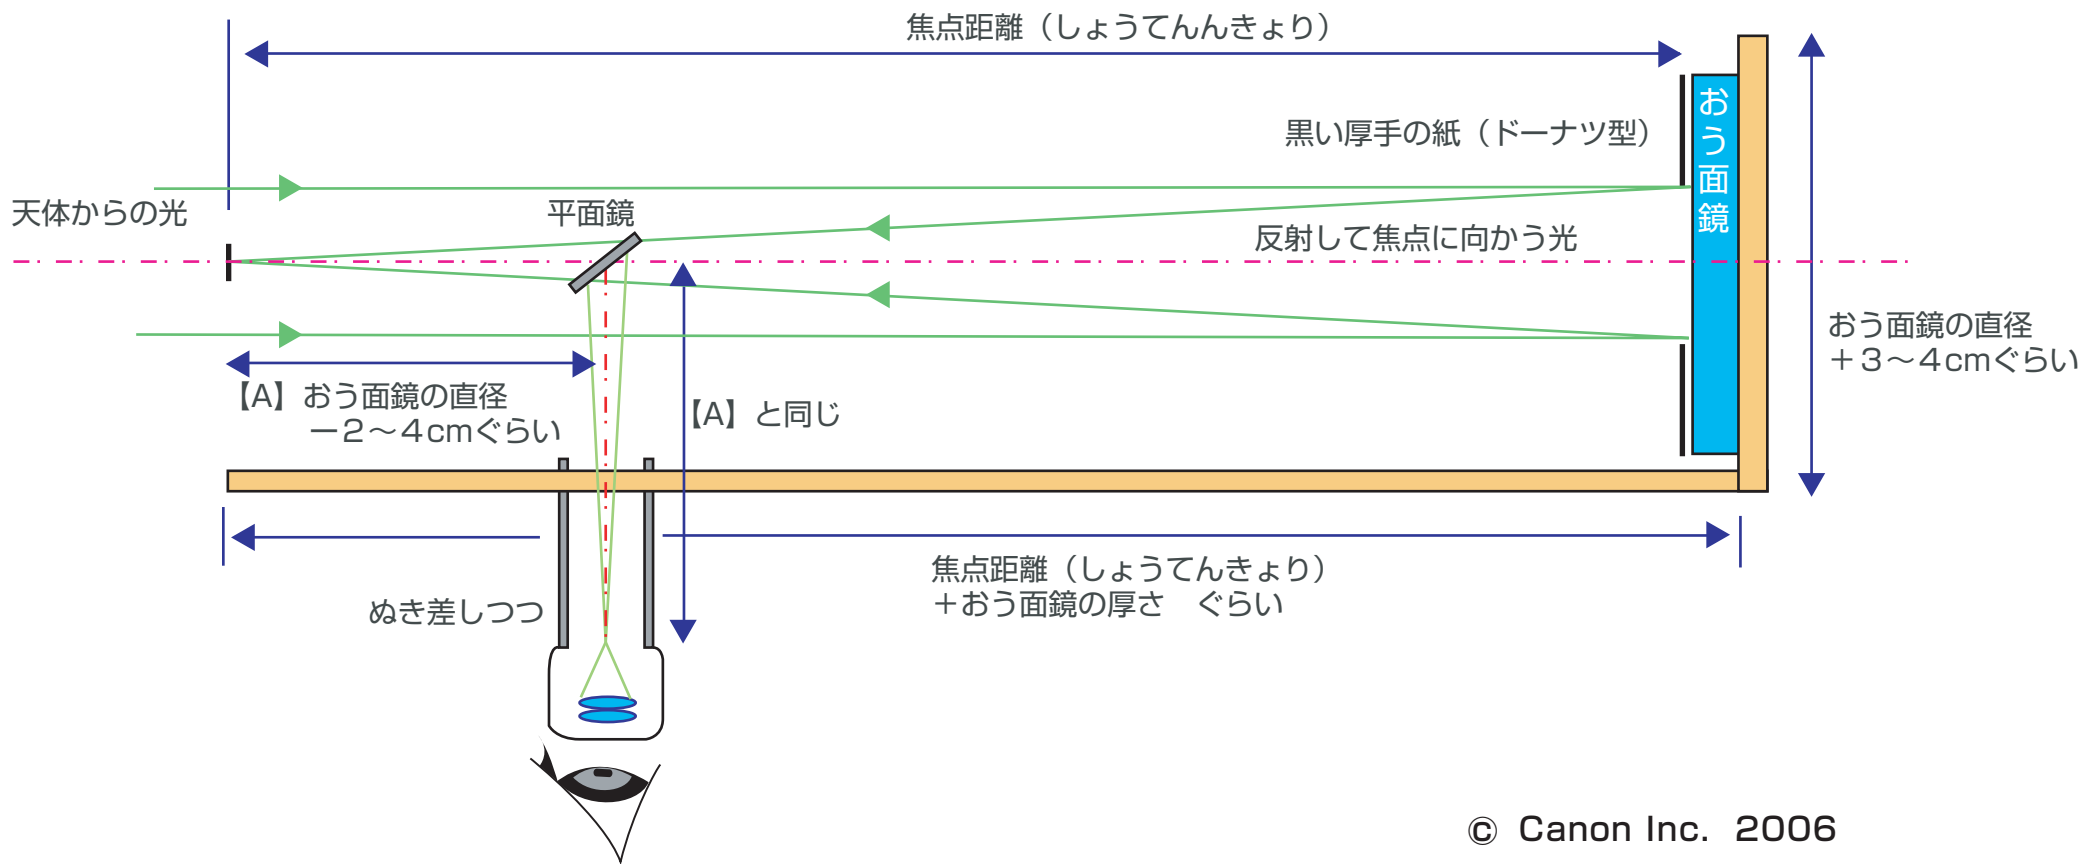 焦点距離（しょうてんんきょり）
黒い厚手の紙（ドーナツ型）
おう面鏡
天体からの光
平面鏡
反射して焦点に向かう光
おう面鏡の直径
＋３〜４cmぐらい
【A】おう面鏡の直径
ー２〜４cmぐらい
【A】と同じ
焦点距離（しょうてんきょり）
＋おう面鏡の厚さ　ぐらい
ぬき差しつつ
© Canon Inc. 2006